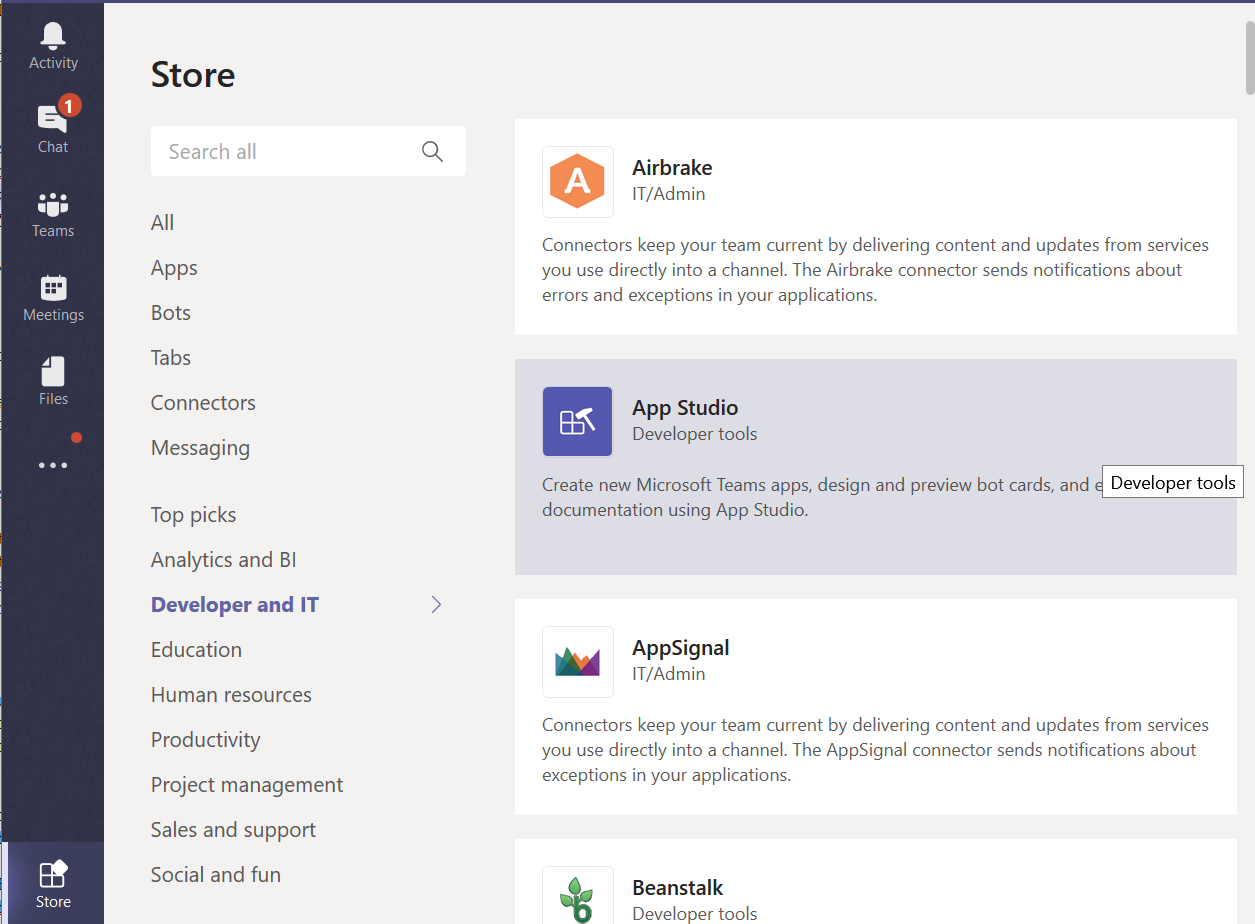 Activity
1
Chat
Teams
Meetings
Files
Store
Store
Search all
All
Apps
Bots
Tabs
Connectors
Messaging
Top picks
Analytics and BI
Developer and IT
Education
Human resources
Productivity
Project management
Sales and support
Social and fun
A
Airbrake
IT/Admin
Connectors keep your team current by delivering content and updates from services
you use directly into a channel. The Airbrake connector sends notifications about
errors and exceptions in your applications.
App Studio
Developer tools
Create new Microsoft Teams apps, design and preview bot cards, and
documentation using App Studio.
Developer tools
AppSignal
IT/Admin
Connectors keep your team current by delivering content and updates from services
you use directly into a channel. The AppSignal connector sends notifications about
exceptions in your applications.
b
Beanstalk
Developer tools